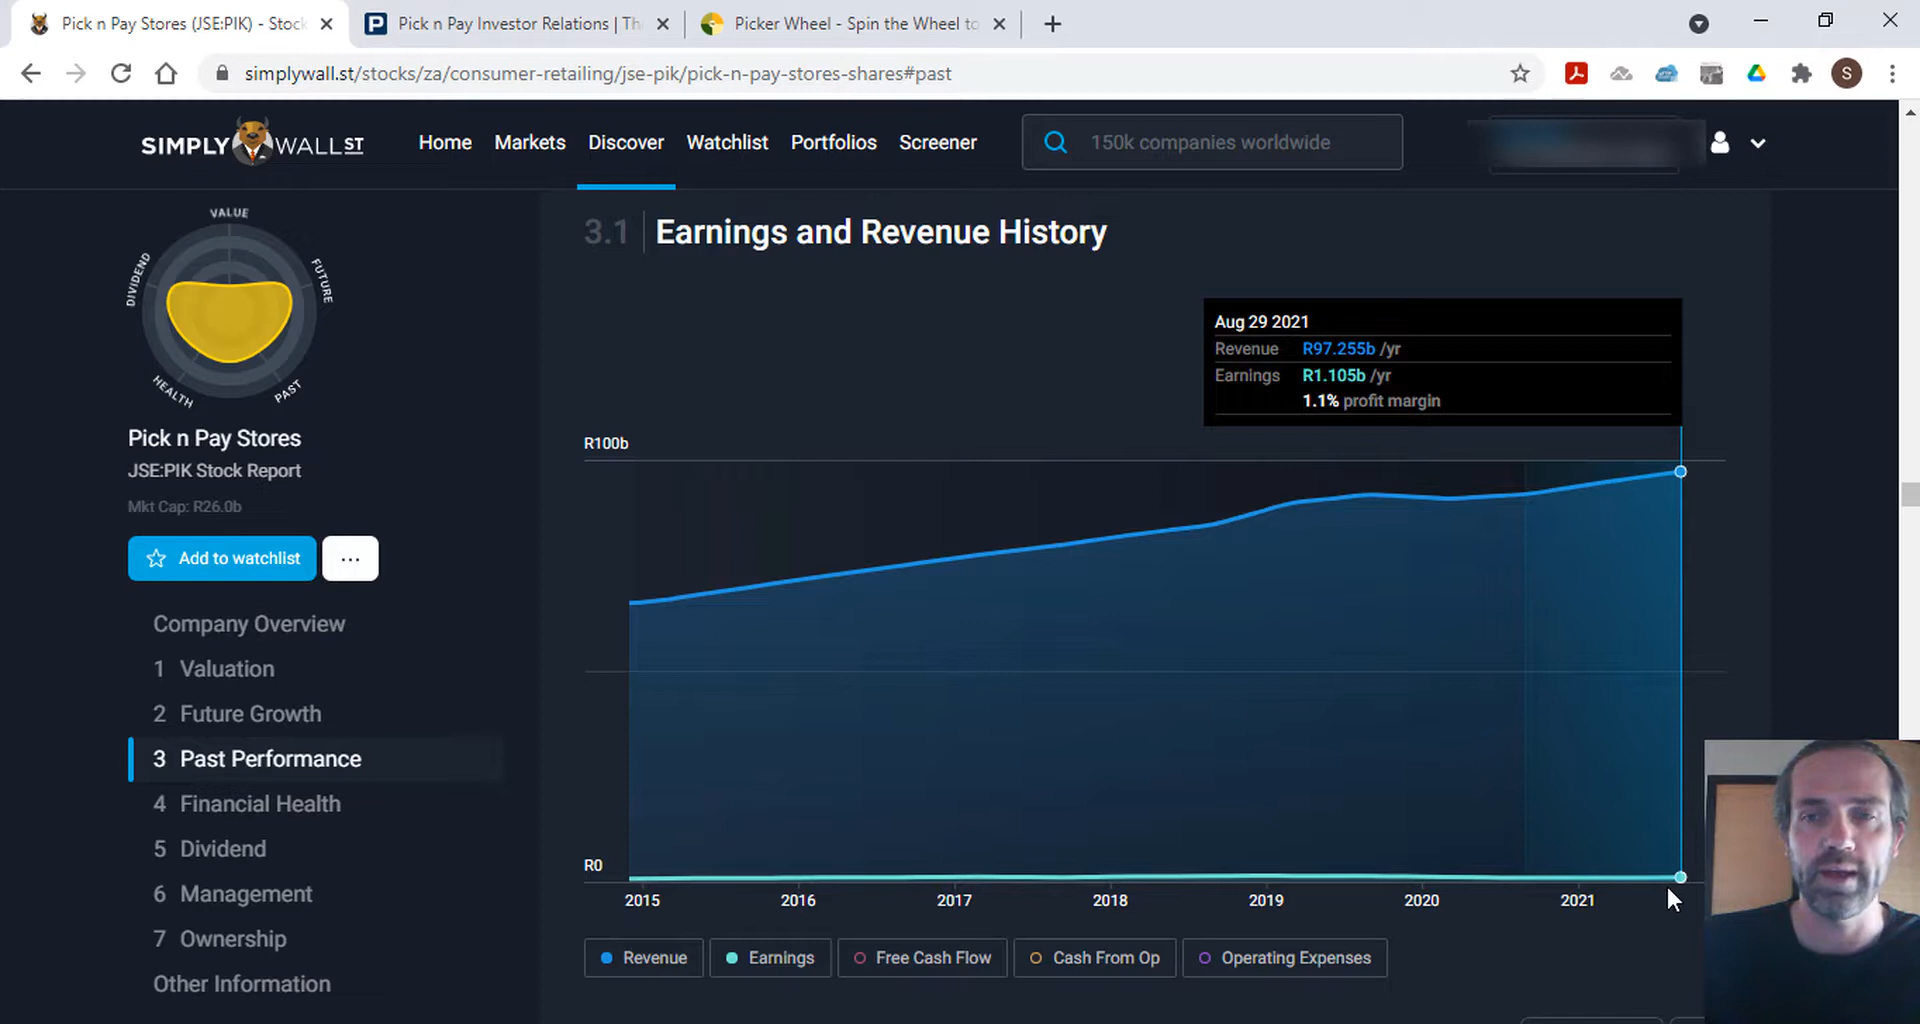 Pick n Pay Stores (JSE:PIK) - Stock
Pick n Pay Investor Relations | The
Picker Wheel - Spin the Wheel to
simplywall.st/stocks/za/consumer-retailing/jse-pik/pick-n-pay-stores-shares#past
S
SIMPLY WALL ST
Home Markets Discover Watchlist Portfolios Screener
150k companies worldwide
VALUE
FUTURE
PAST
HEALTH
DIVIDEND
Pick n Pay Stores
JSE:PIK Stock Report
Mkt Cap: R26.0b
Add to watchlist
...
Company Overview
1 Valuation
2 Future Growth
3 Past Performance
4 Financial Health
5 Dividend
6 Management
7 Ownership
Other Information
3.1 Earnings and Revenue History
Aug 29 2021
Revenue R97.255b /yr
Earnings R1.105b /yr
1.1% profit margin
R100b
R0
2015 2016 2017 2018 2019 2020 2021
Revenue Earnings Free Cash Flow Cash From Op Operating Expenses